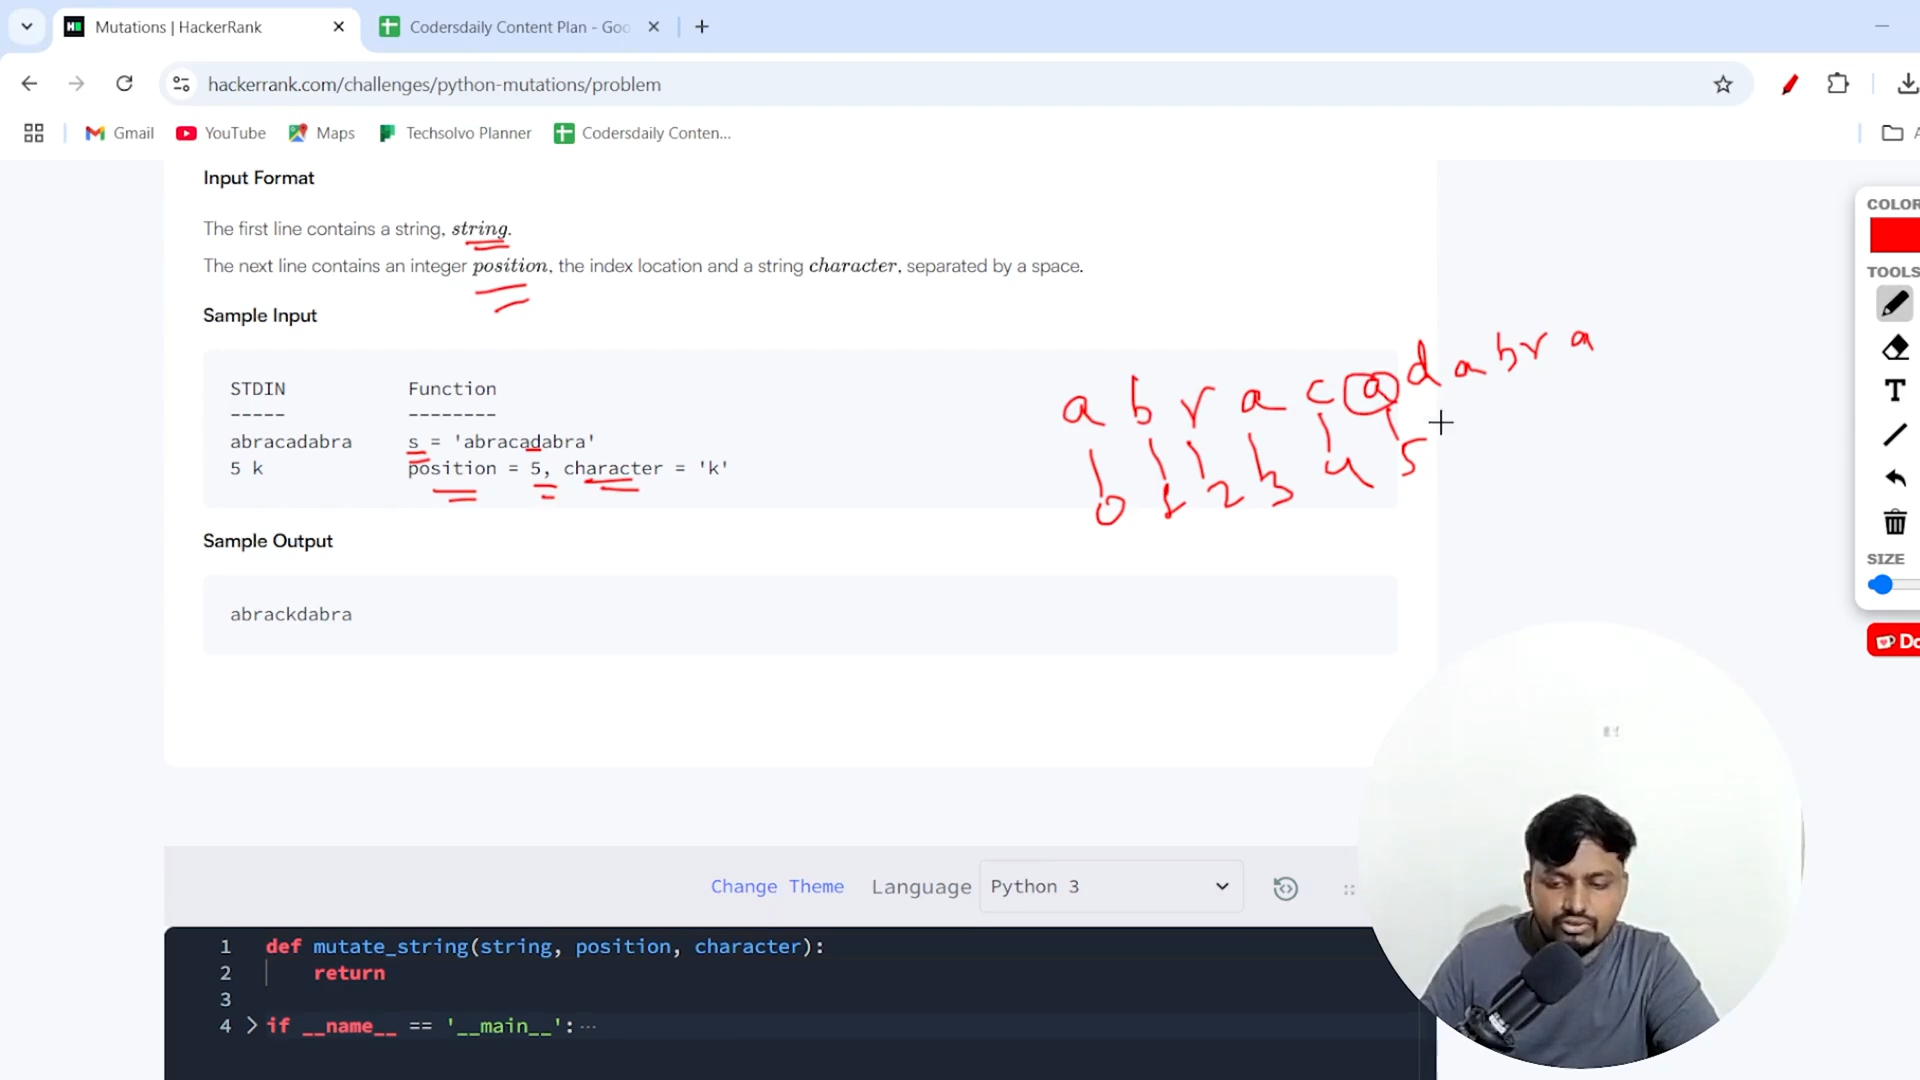 Mutations | HackerRank
Codersdaily Content Plan - Goo
hackerrank.com/challenges/python-mutations/problem
Gmail YouTube Maps Techsolvo Planner Codersdaily Conten...
Input Format
The first line contains a string, string.
The next line contains an integer position, the index location and a string character, separated by a space.
Sample Input
STDIN Function
----- --------
abracadabra s = 'abracadabra'
5 k position = 5, character = 'k'
a b r a c a d a b r a
0 1 2 3 4 5
Sample Output
abrackdabra
COLOR
TOOLS
T
SIZE
Do
Change Theme Language Python 3
1 def mutate_string(string, position, character):
2 return
3
4 if __name__ == '__main__': ...